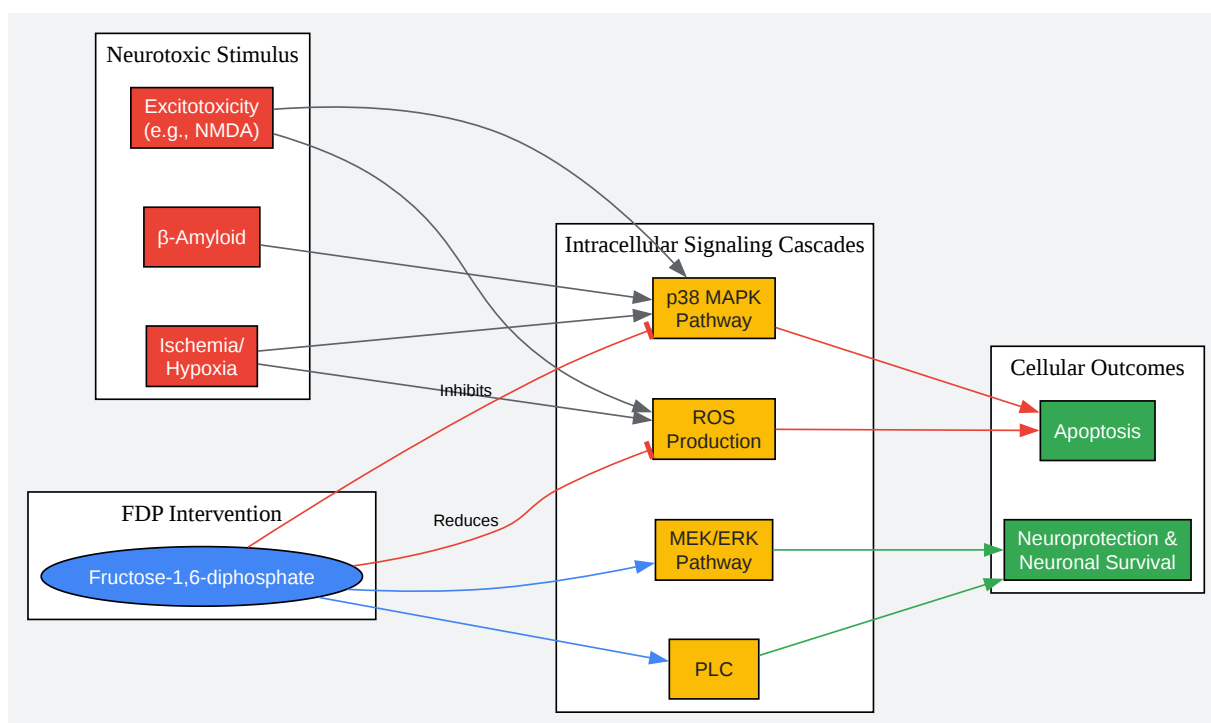 Neurotoxic Stimulus
Excitotoxicity
(e.g., NMDA)
β-Amyloid
Ischemia/
Hypoxia
Inhibits
FDP Intervention
Fructose-1,6-diphosphate
Reduces
Intracellular Signaling Cascades
p38 MAPK
Pathway
ROS
Production
MEK/ERK
Pathway
PLC
Cellular Outcomes
Apoptosis
Neuroprotection &
Neuronal Survival